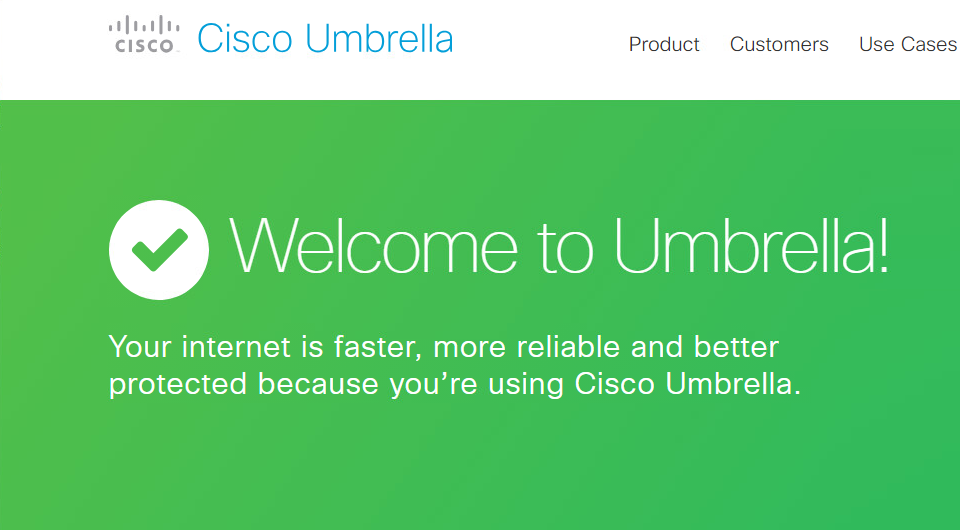 CISCO Cisco Umbrella
Product Customers Use Cases
Welcome to Umbrella!
Your internet is faster, more reliable and better
protected because you’re using Cisco Umbrella.